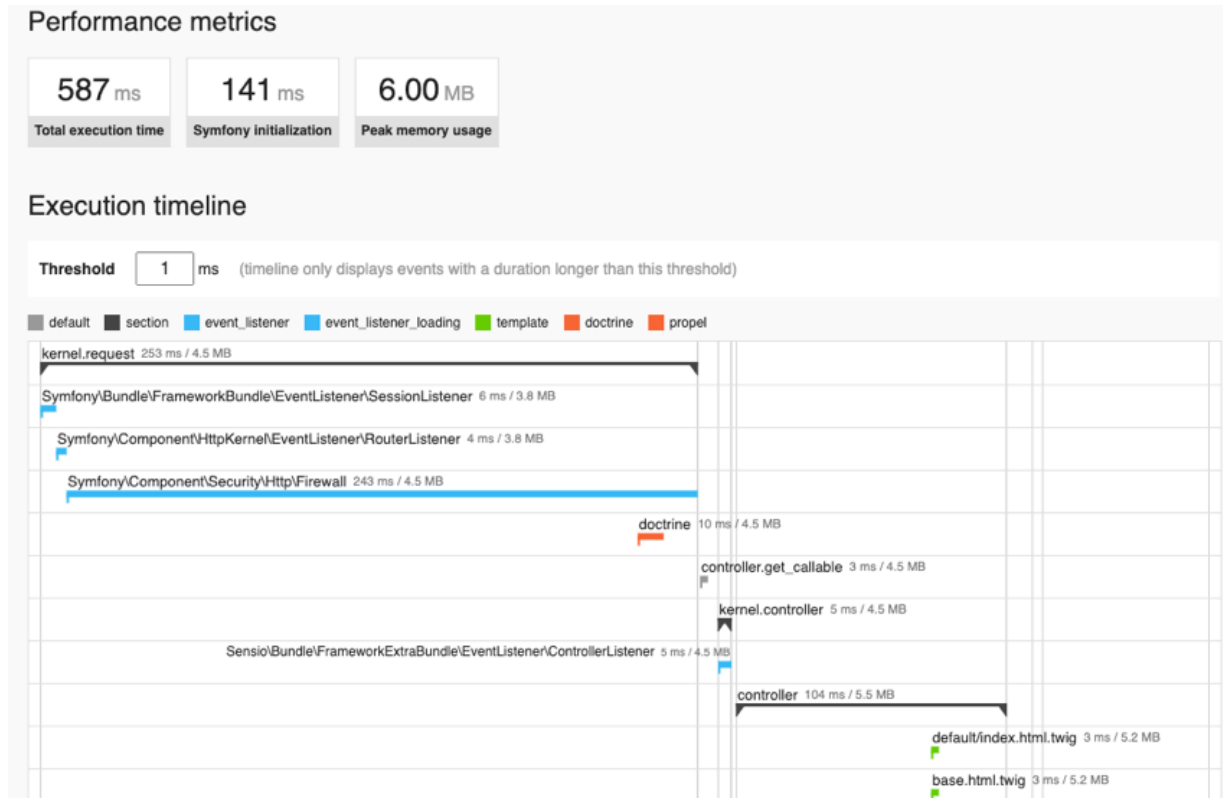 Performance metrics
587 ms 141 ms 6.00 MB
Total execution time Symfony initialization Peak memory usage
Execution timeline
Threshold 1 ms (timeline only displays events with a duration longer than this threshold)
default section event_listener event_listener_loading template doctrine propel
kernel.request 253 ms / 4.5 MB
Symfony\Bundle\FrameworkBundle\EventListener\SessionListener 6 ms / 3.8 MB
Symfony\Component\HttpKernel\EventListener\RouterListener 4 ms / 3.8 MB
Symfony\Component\Security\Http\Firewall 243 ms / 4.5 MB
doctrine 10 ms / 4.5 MB
controller.get_callable 3 ms / 4.5 MB
kernel.controller 5 ms / 4.5 MB
Sensio\Bundle\FrameworkExtraBundle\EventListener\ControllerListener 5 ms / 4.5 MB
controller 104 ms / 5.5 MB
default/index.html.twig 3 ms / 5.2 MB
base.html.twig 3 ms / 5.2 MB